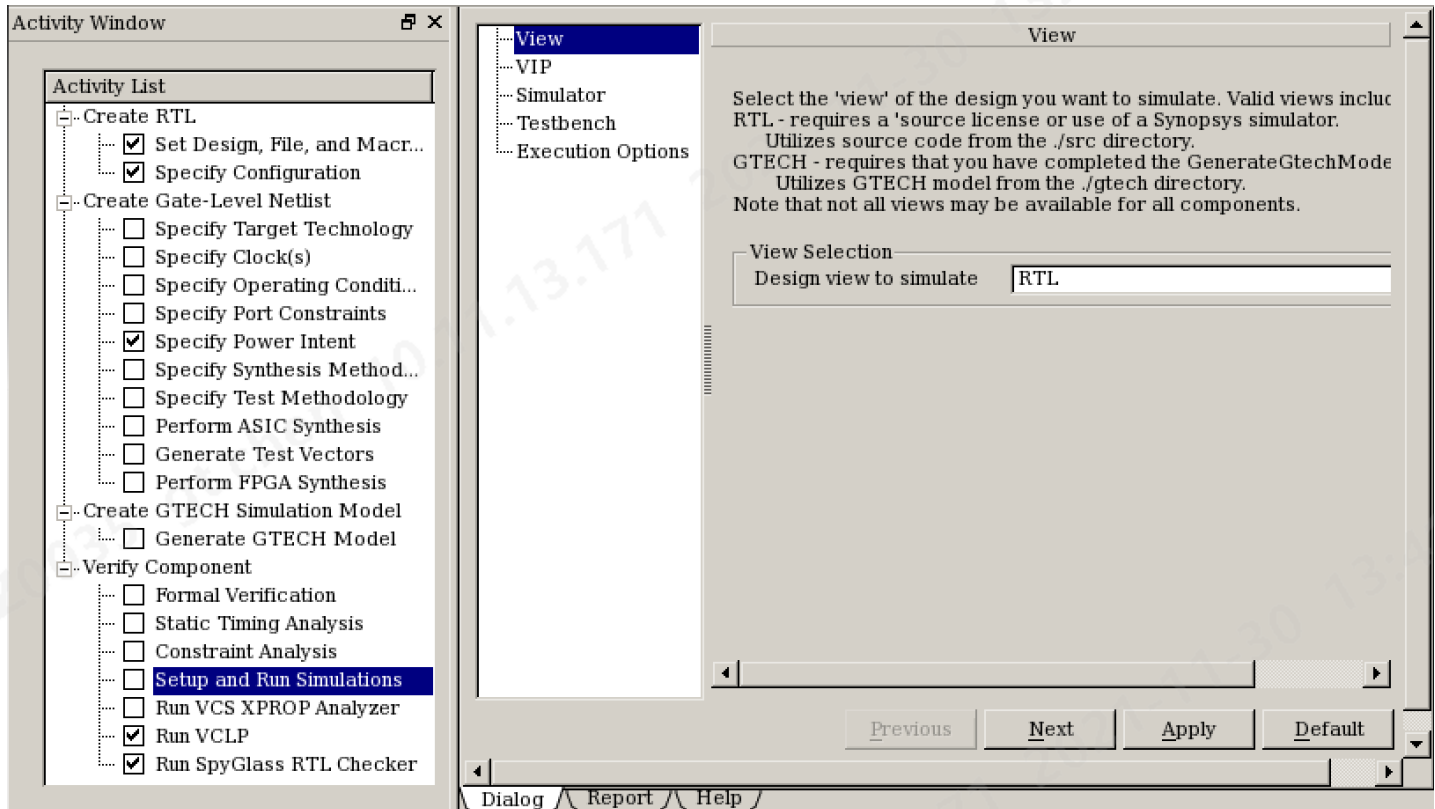 Activity Window
Activity List
Create RTL
Set Design, File, and Macr...
Specify Configuration
Create Gate-Level Netlist
Specify Target Technology
Specify Clock(s)
Specify Operating Conditi...
Specify Port Constraints
Specify Power Intent
Specify Synthesis Method...
Specify Test Methodology
Perform ASIC Synthesis
Generate Test Vectors
Perform FPGA Synthesis
Create GTECH Simulation Model
Generate GTECH Model
Verify Component
Formal Verification
Static Timing Analysis
Constraint Analysis
Setup and Run Simulations
Run VCS XPROP Analyzer
Run VCLP
Run SpyGlass RTL Checker
View
VIP
Simulator
Testbench
Execution Options
View
Select the 'view' of the design you want to simulate. Valid views includ
RTL - requires a 'source license or use of a Synopsys simulator.
Utilizes source code from the ./src directory.
GTECH - requires that you have completed the GenerateGtechMode
Utilizes GTECH model from the ./gtech directory.
Note that not all views may be available for all components.
View Selection
Design view to simulate RTL
Previous Next Apply Default
Dialog Report Help